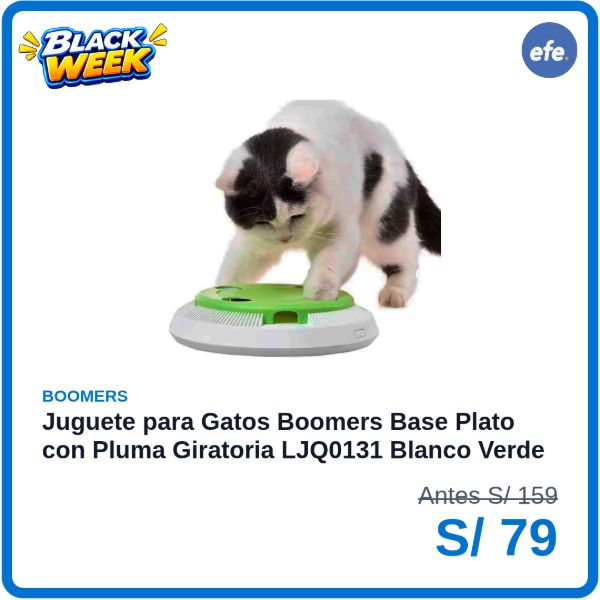 BLACK
WEEK
efe.
BOOMERS
Juguete para Gatos Boomers Base Plato
con Pluma Giratoria LJQ0131 Blanco Verde
Antes S/ 159
S/ 79